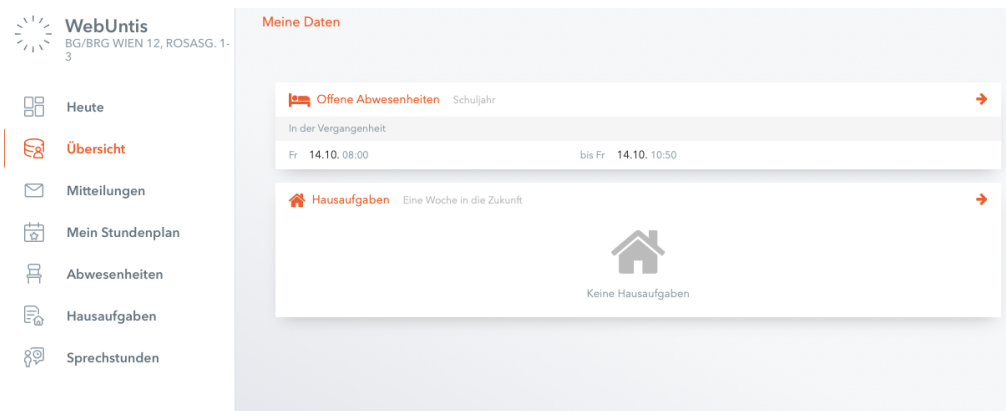 WebUntis
BG/BRG WIEN 12, ROSASG. 1-
3
Heute
Übersicht
Mitteilungen
Mein Stundenplan
Abwesenheiten
Hausaufgaben
Sprechstunden
Meine Daten
Offene Abwesenheiten Schuljahr
In der Vergangenheit
Fr 14.10. 08:00 bis Fr 14.10. 10:50
Hausaufgaben Eine Woche in die Zukunft
Keine Hausaufgaben